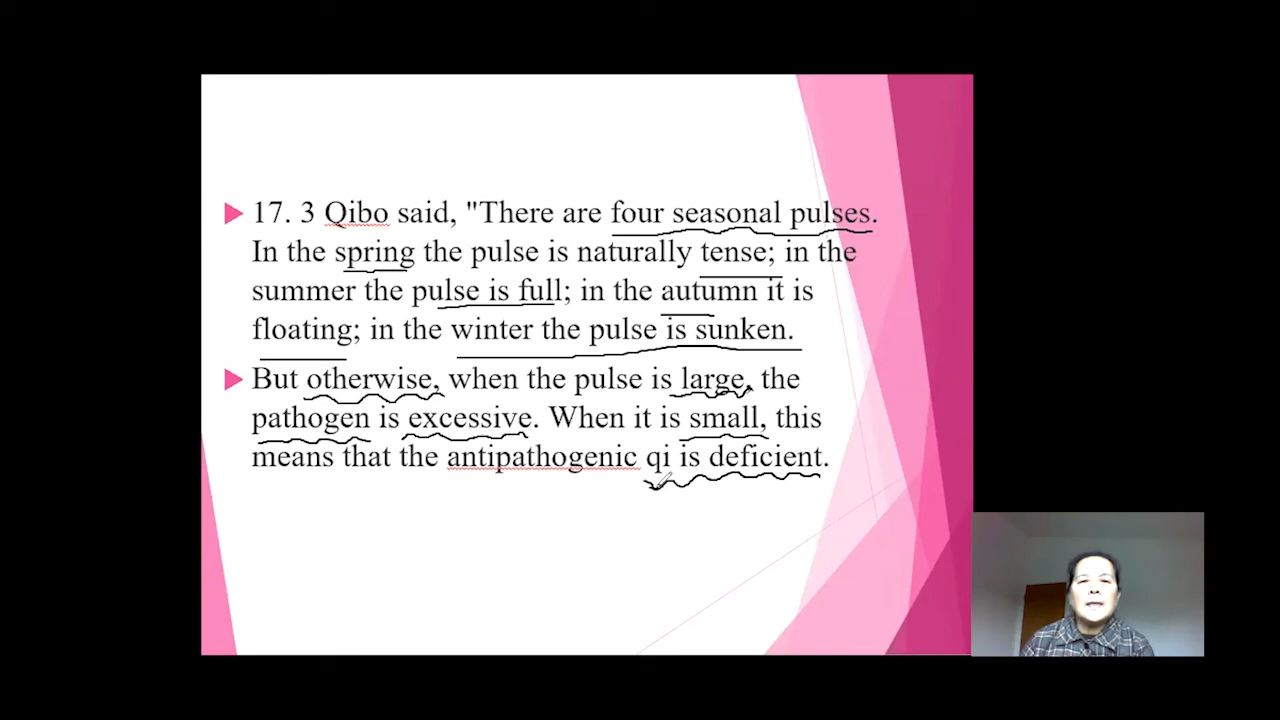 17. 3 Qibo said, "There are four seasonal pulses.
In the spring the pulse is naturally tense; in the
summer the pulse is full; in the autumn it is
floating; in the winter the pulse is sunken.
But otherwise, when the pulse is large, the
pathogen is excessive. When it is small, this
means that the antipathogenic qi is deficient.